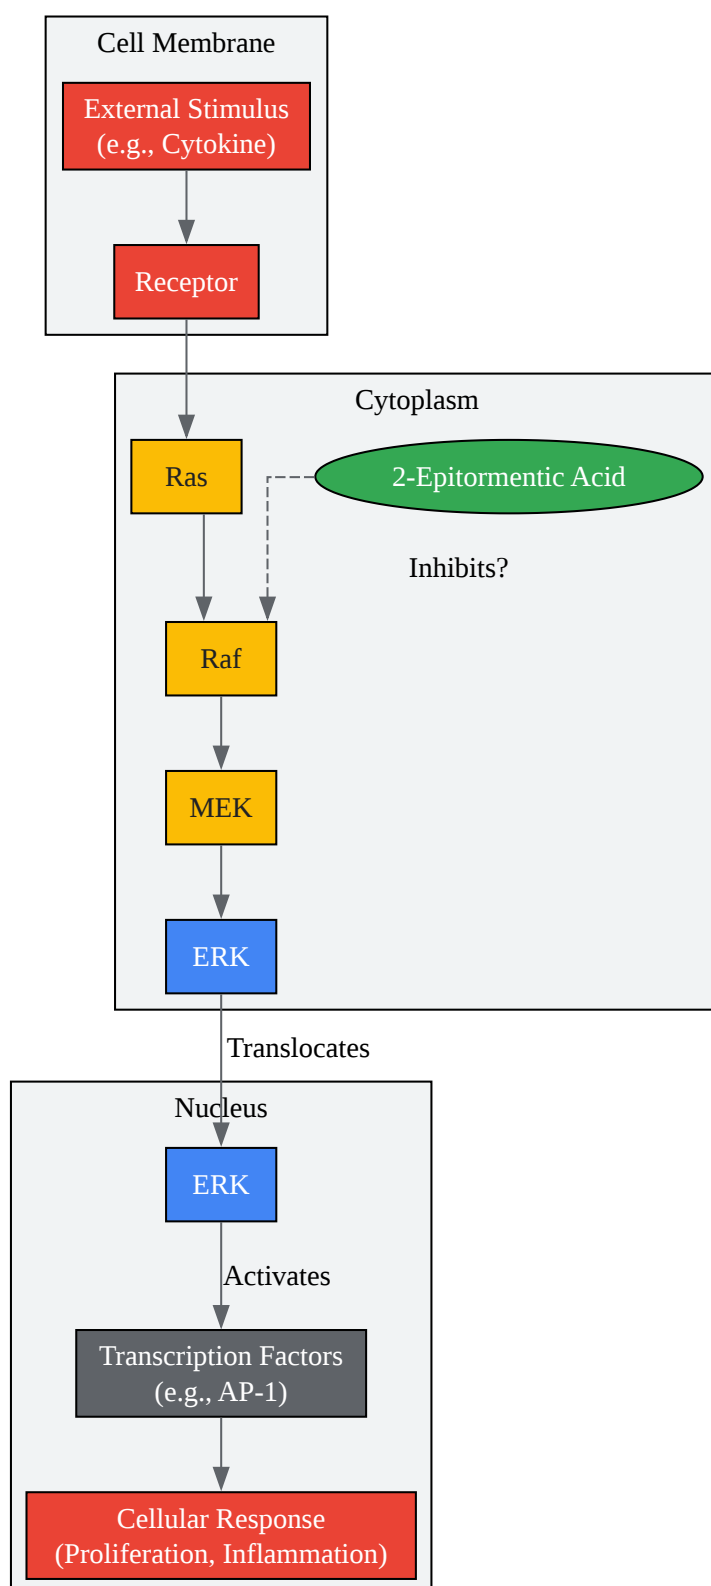 Cell Membrane
External Stimulus
(e.g., Cytokine)
Receptor
Cytoplasm
Ras
2-Epitormentic Acid
Inhibits?
Raf
MEK
ERK
Translocates
Nucleus
ERK
Activates
Transcription Factors
(e.g., AP-1)
Cellular Response
(Proliferation, Inflammation)